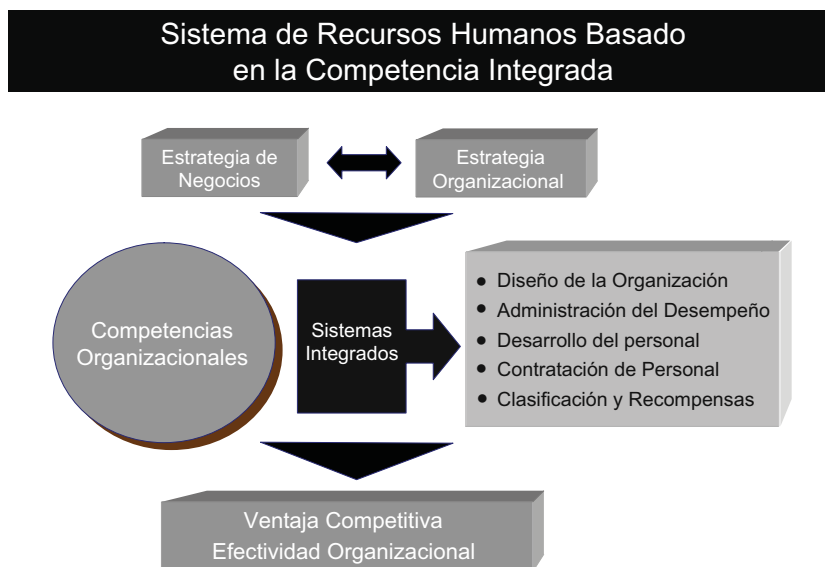 Sistema de Recursos Humanos Basado
en la Competencia Integrada
Estrategia de
Negocios
Estrategia
Organizacional
Competencias
Organizacionales
Sistemas
Integrados
• Diseño de la Organización
• Administración del Desempeño
• Desarrollo del personal
• Contratación de Personal
• Clasificación y Recompensas
Ventaja Competitiva
Efectividad Organizacional